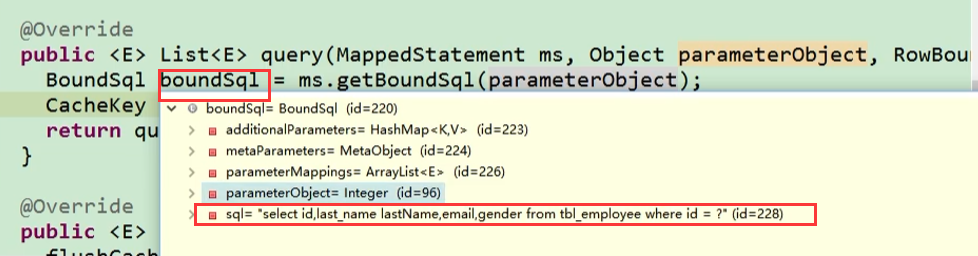 @Override
public <E> List<E> query(MappedStatement ms, Object parameterObject, RowBou
BoundSql boundSql = ms.getBoundSql(parameterObject);
CacheKey
boundSql= BoundSql (id=220)
additionalParameters= HashMap<K,V> (id=223)
return qu
metaParameters= MetaObject (id=224)
}
parameterMappings= ArrayList<E> (id=226)
parameterObject= Integer (id=96)
@Override
sql= "select id,last_name lastName,email,gender from tbl_employee where id = ?" (id=228)
public <E>